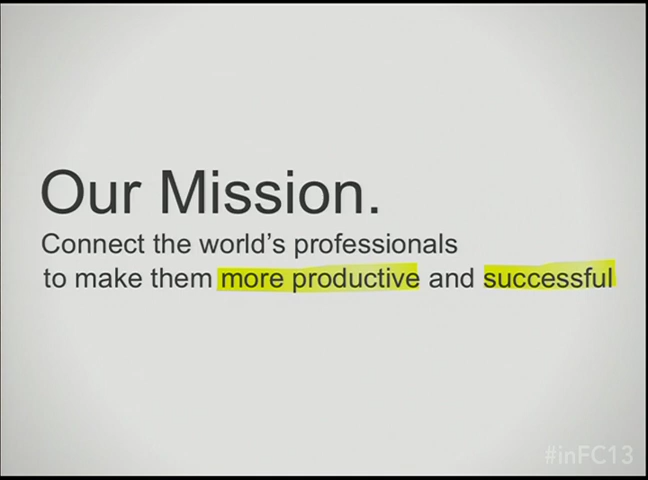 Our Mission.
Connect the world's professionals
to make them more productive and successful
#inFC13